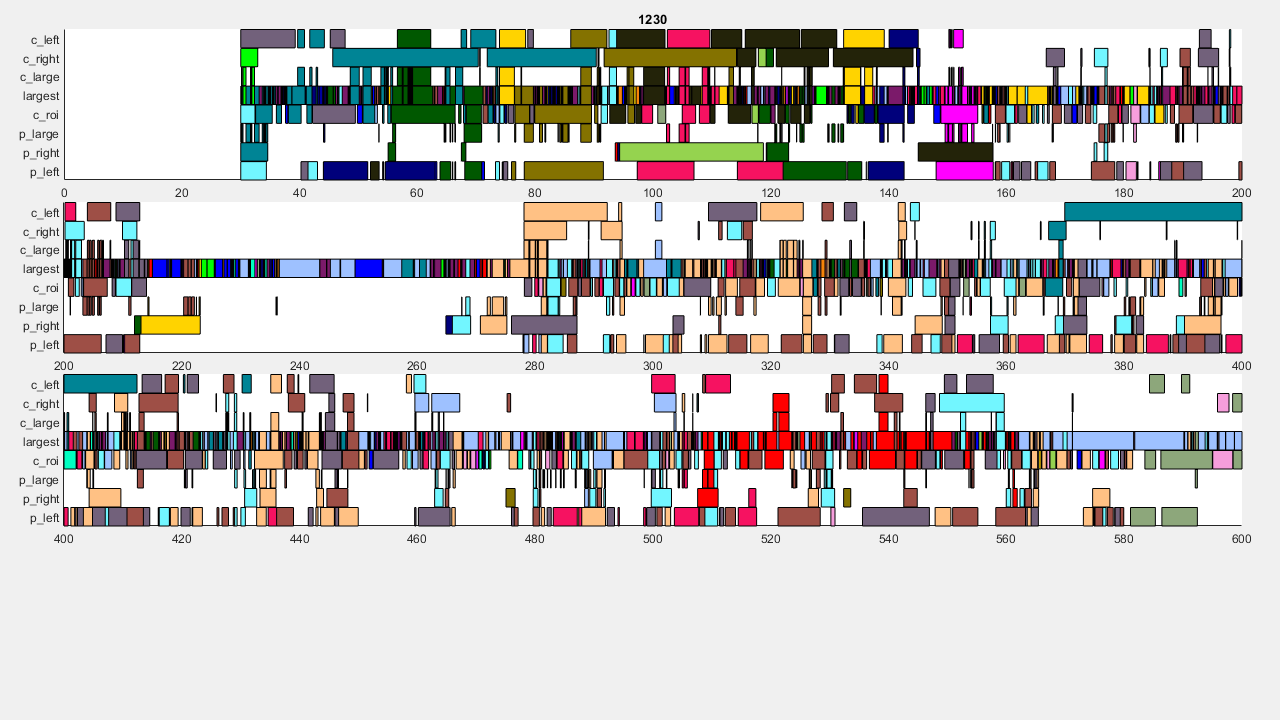 1230
c_left
c_right
c_large
largest
c_roi
p_large
p_right
p_left
0 20 40 60 80 100 120 140 160 180 200
c_left
c_right
c_large
largest
c_roi
p_large
p_right
p_left
200 220 240 260 280 300 320 340 360 380 400
c_left
c_right
c_large
largest
c_roi
p_large
p_right
p_left
400 420 440 460 480 500 520 540 560 580 600